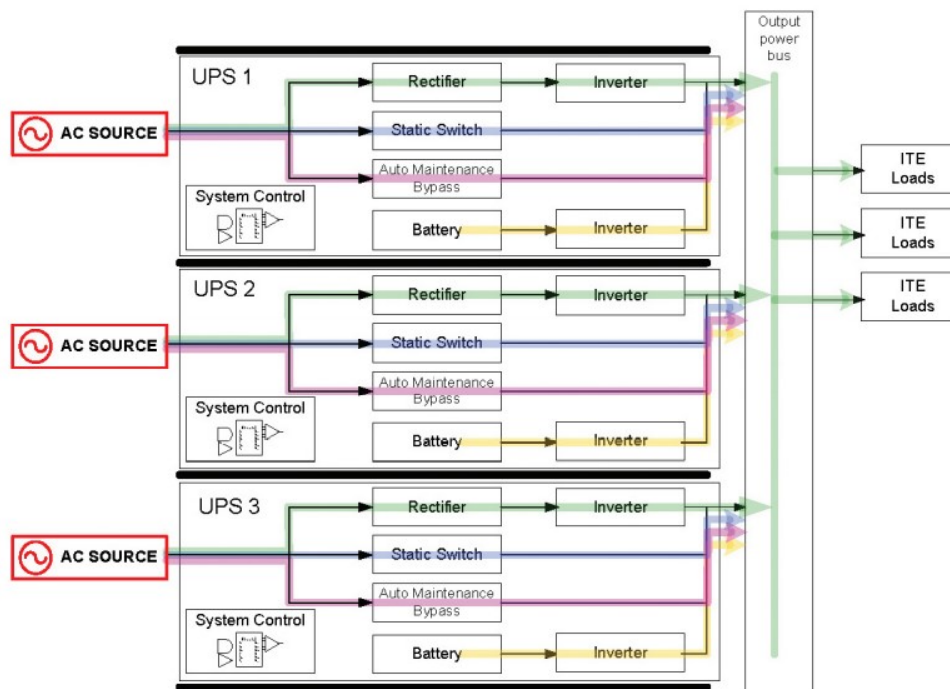 Output
power
bus
UPS 1
Rectifier
Inverter
AC SOURCE
Static Switch
Auto Maintenance
Bypass
System Control
Battery
Inverter
ITE
Loads
ITE
Loads
ITE
Loads
UPS 2
Rectifier
Inverter
AC SOURCE
Static Switch
Auto Maintenance
Bypass
System Control
Battery
Inverter
UPS 3
Rectifier
Inverter
AC SOURCE
Static Switch
Auto Maintenance
Bypass
System Control
Battery
Inverter